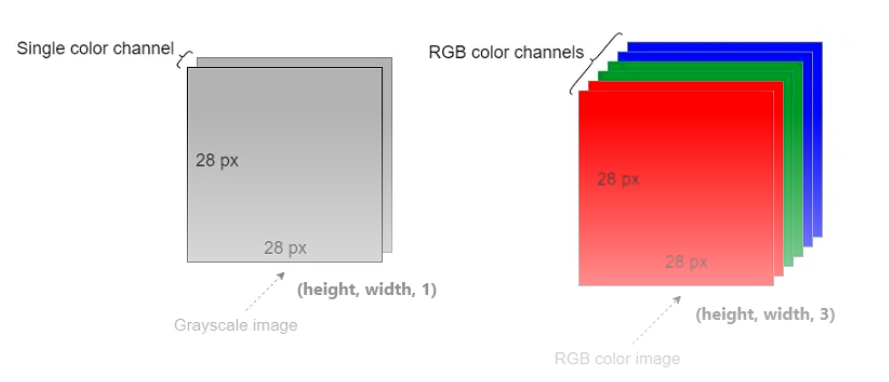 Single color channel
28 px
28 px
(height, width, 1)
Grayscale image
RGB color channels
28 px
28 px
(height, width, 3)
RGB color image